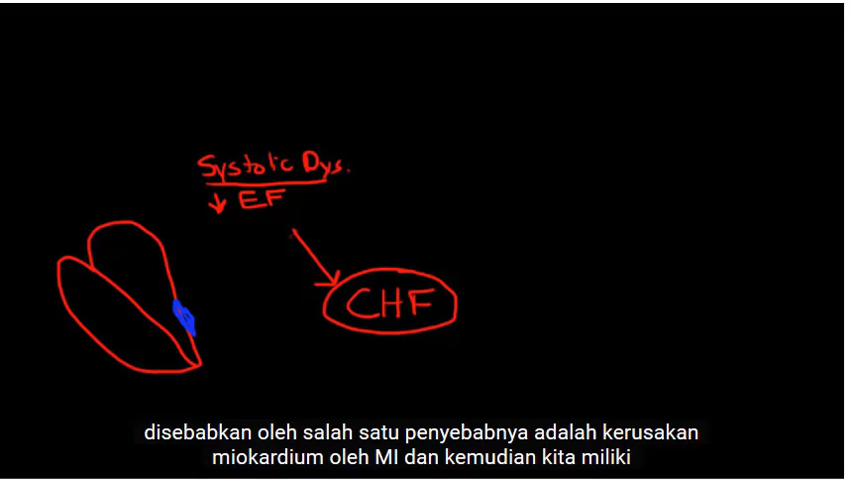 Systolic Dys.
↓ EF
CHF
disebabkan oleh salah satu penyebabnya adalah kerusakan
miokardium oleh MI dan kemudian kita miliki